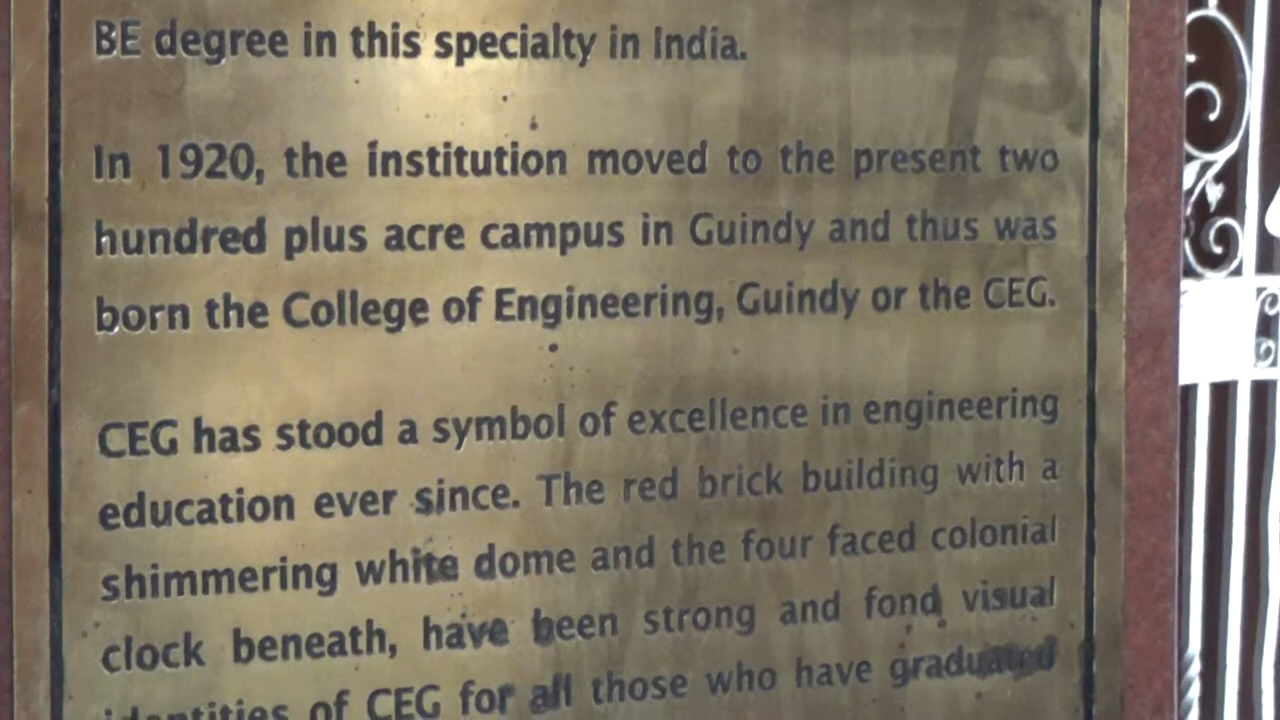 BE degree in this specialty in India.
In 1920, the institution moved to the present two
hundred plus acre campus in Guindy and thus was
born the College of Engineering, Guindy or the CEG.
CEG has stood a symbol of excellence in engineering
education ever since. The red brick building with a
shimmering white dome and the four faced colonial
clock beneath, have been strong and fond visual
identities of CEG for all those who have graduated